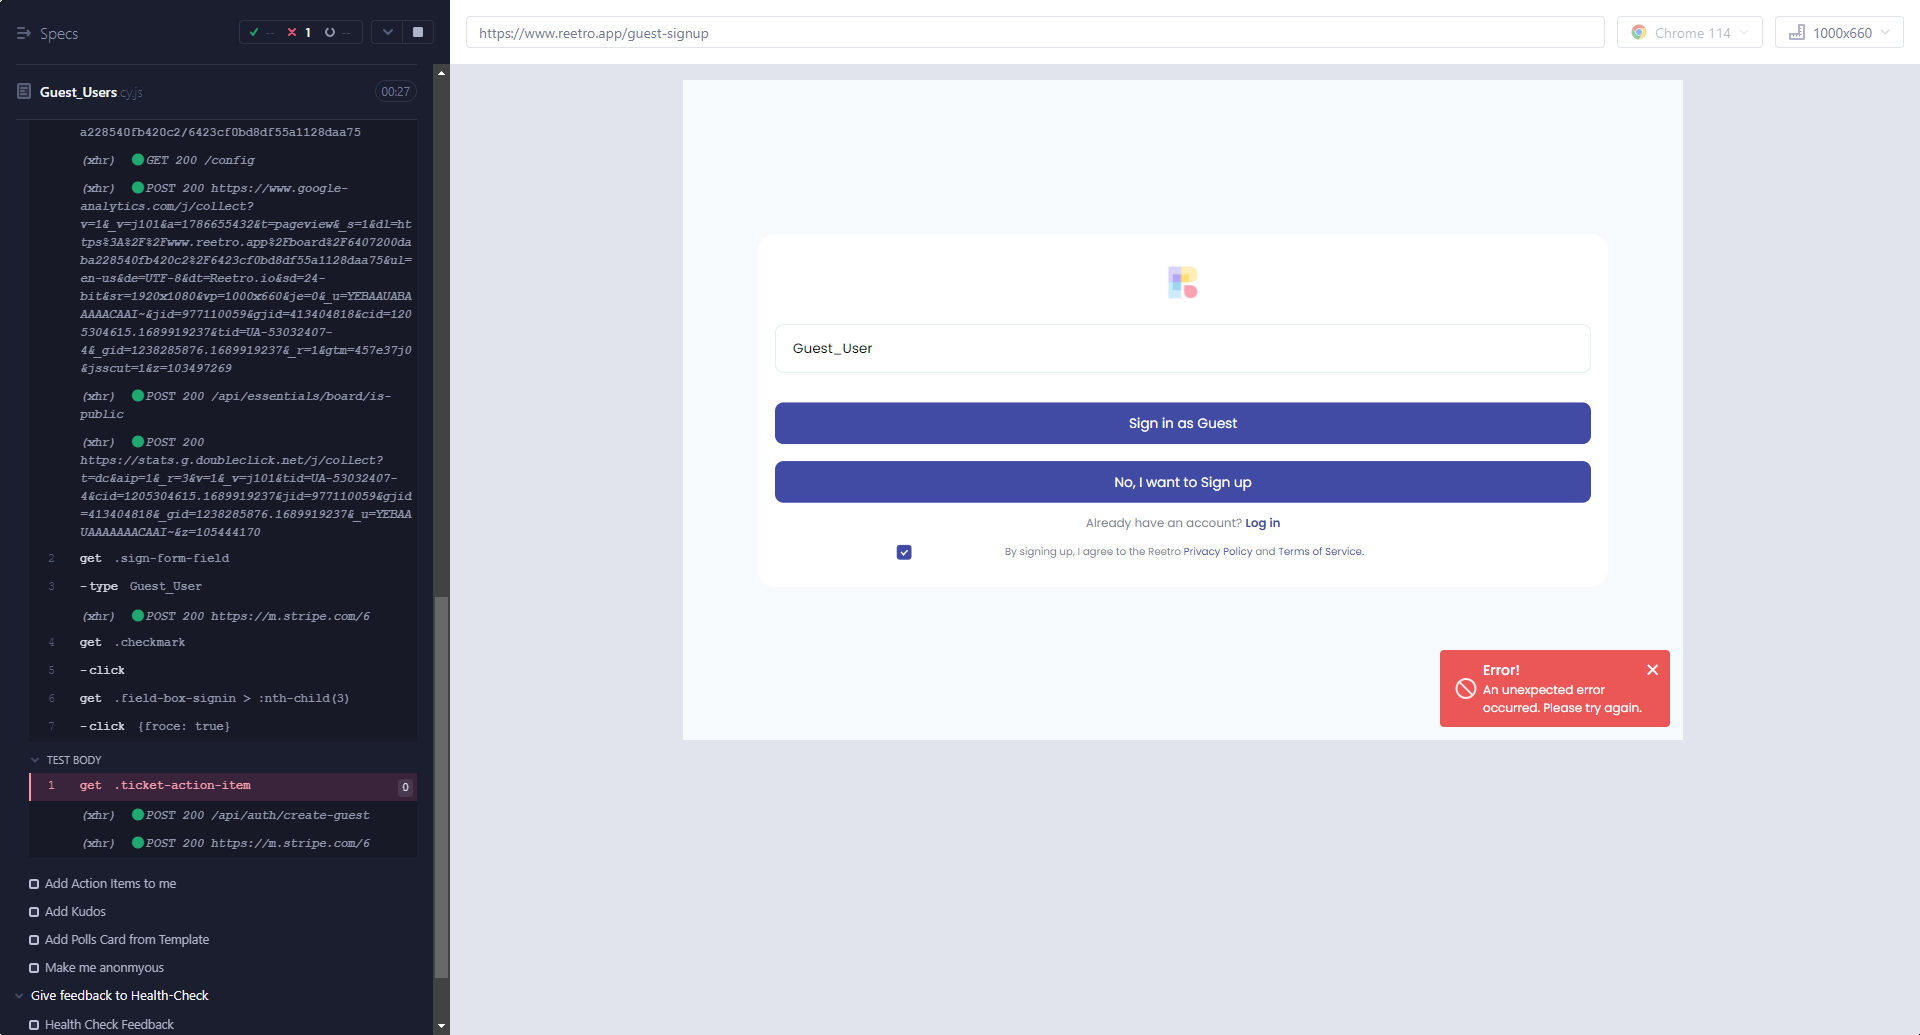 Specs
-- 1 --
Guest_Users.cy.js
00:27
a228540fb420c2/6423cf0bd8df55a1128daa75
(xhr) GET 200 /config
(xhr) POST 200 https://www.google-
analytics.com/j/collect?
v=1&_v=j101&a=1786655432&t=pageview&_s=1&dl=ht
tps%3A%2F%2Fwww.reetro.app%2Fboard%2F6407200da
ba228540fb420c2%2F6423cf0bd8df55a1128daa75&ul=
en-us&de=UTF-8&dt=Reetro.io&sd=24-
bit&sr=1920x1080&vp=1000x660&je=0&_u=YEBAAUABA
AAAACAAI~&jid=977110059&gjid=413404818&cid=120
5304615.1689919237&tid=UA-53032407-
4&_gid=1238285876.1689919237&_r=1&gtm=457e37j0
&jsscut=1&z=103497269
(xhr) POST 200 /api/essentials/board/is-
public
(xhr) POST 200
https://stats.g.doubleclick.net/j/collect?
t=dc&aip=1&_r=3&v=1&_v=j101&tid=UA-53032407-
4&cid=1205304615.1689919237&jid=977110059&gjid
=413404818&_gid=1238285876.1689919237&_u=YEBAA
UAAAAAAACAAI~&z=105444170
2 get .sign-form-field
3 -type Guest_User
(xhr) POST 200 https://m.stripe.com/6
4 get .checkmark
5 -click
6 get .field-box-signin > :nth-child(3)
7 -click {froce: true}
TEST BODY
1 get .ticket-action-item 0
(xhr) POST 200 /api/auth/create-guest
(xhr) POST 200 https://m.stripe.com/6
Add Action Items to me
Add Kudos
Add Polls Card from Template
Make me anonmyous
Give feedback to Health-Check
Health Check Feedback
https://www.reetro.app/guest-signup
Chrome 114
1000x660
Guest_User
Sign in as Guest
No, I want to Sign up
Already have an account? Log in
By signing up, I agree to the Reetro Privacy Policy and Terms of Service.
Error!
An unexpected error
occurred. Please try again.